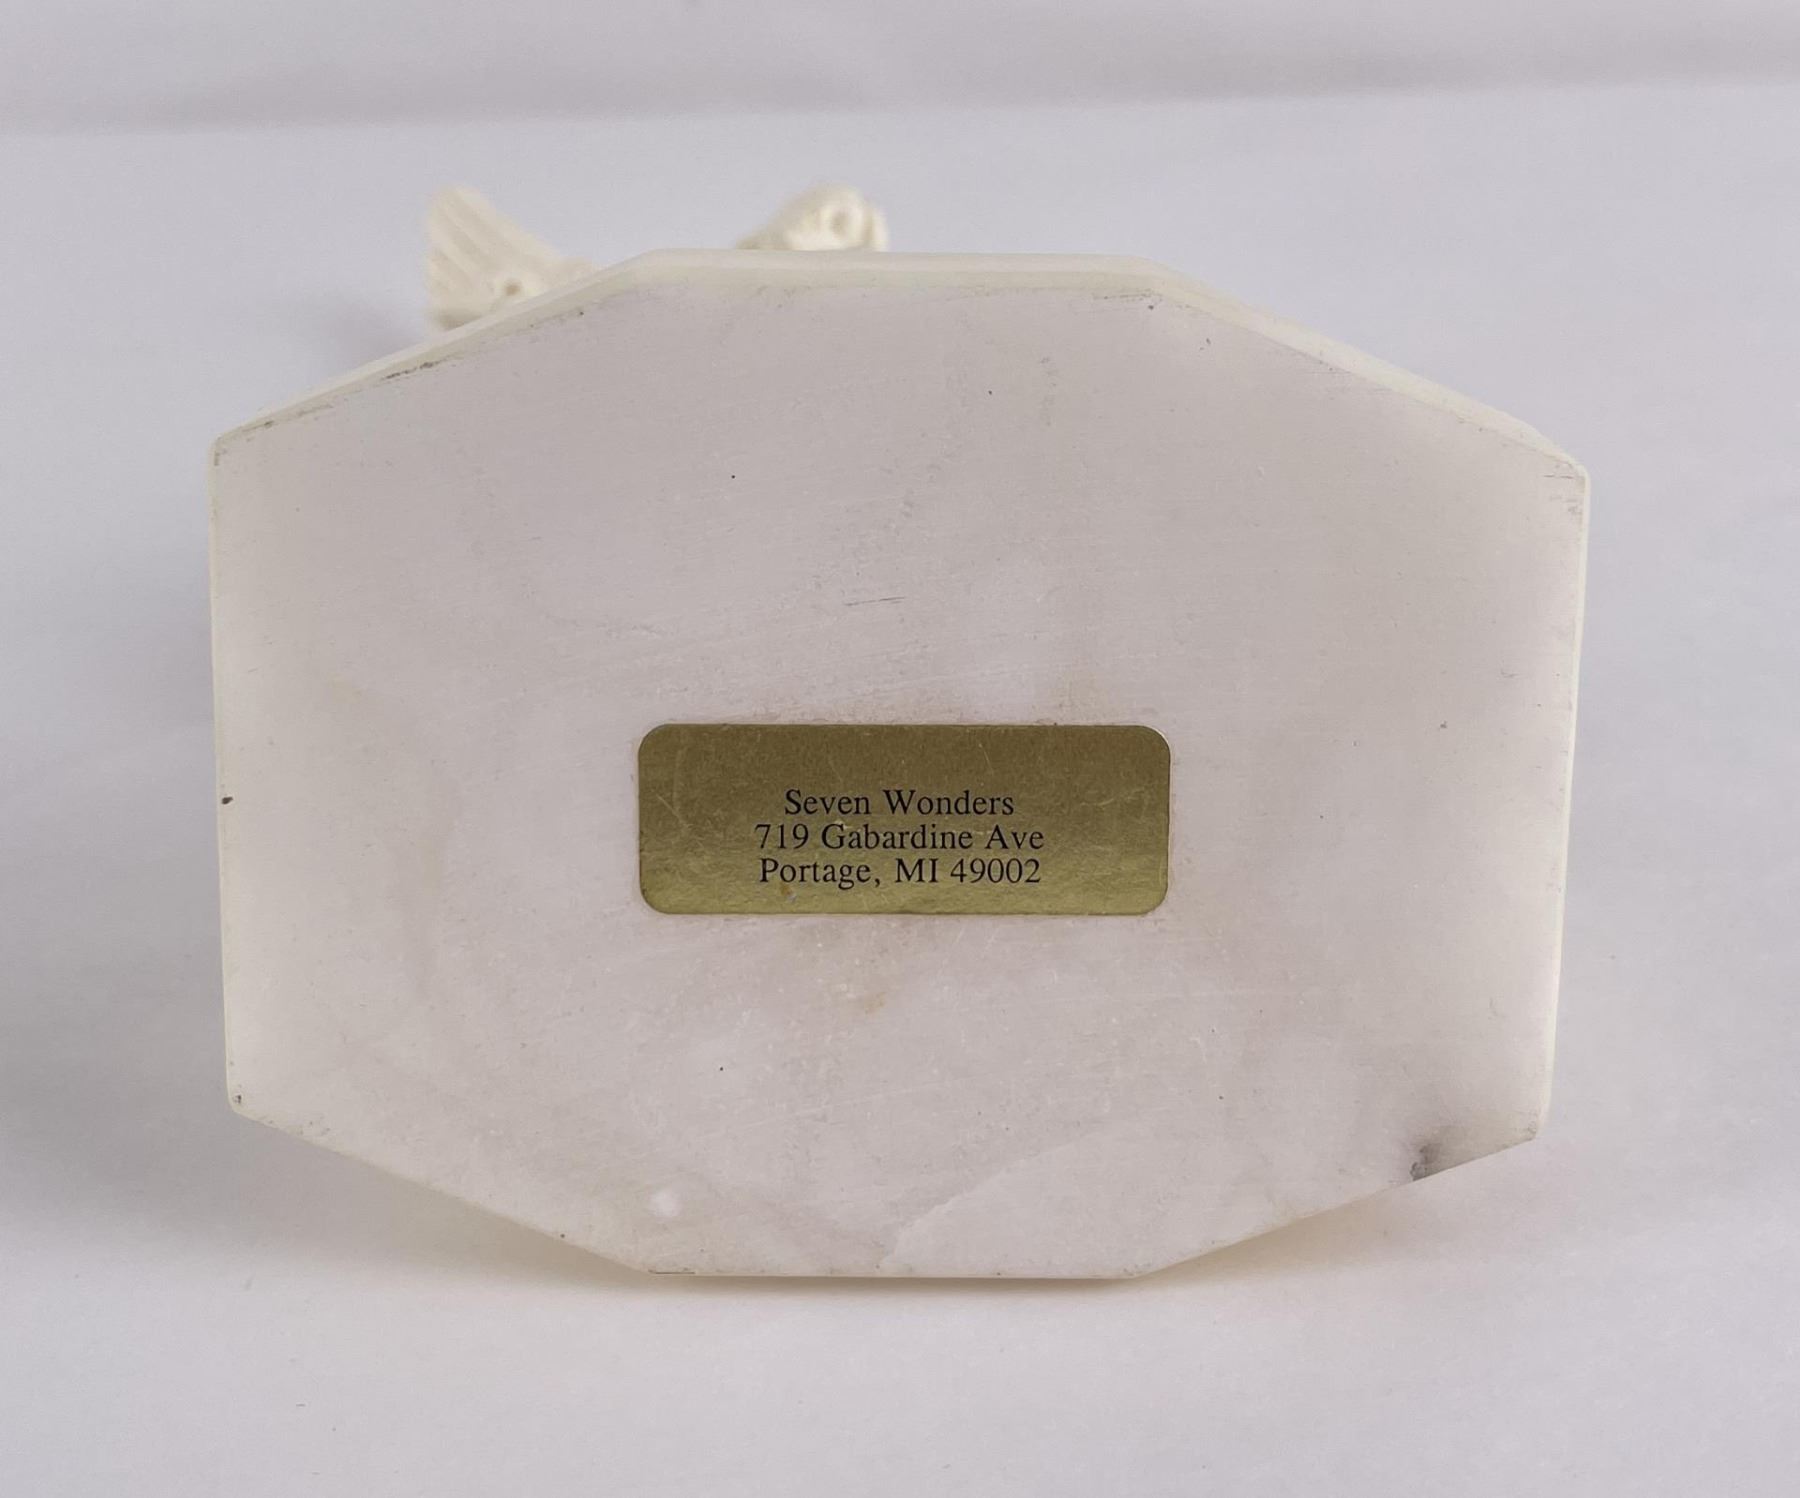 Seven Wonders
719 Gabardine Ave
Portage, MI 49002